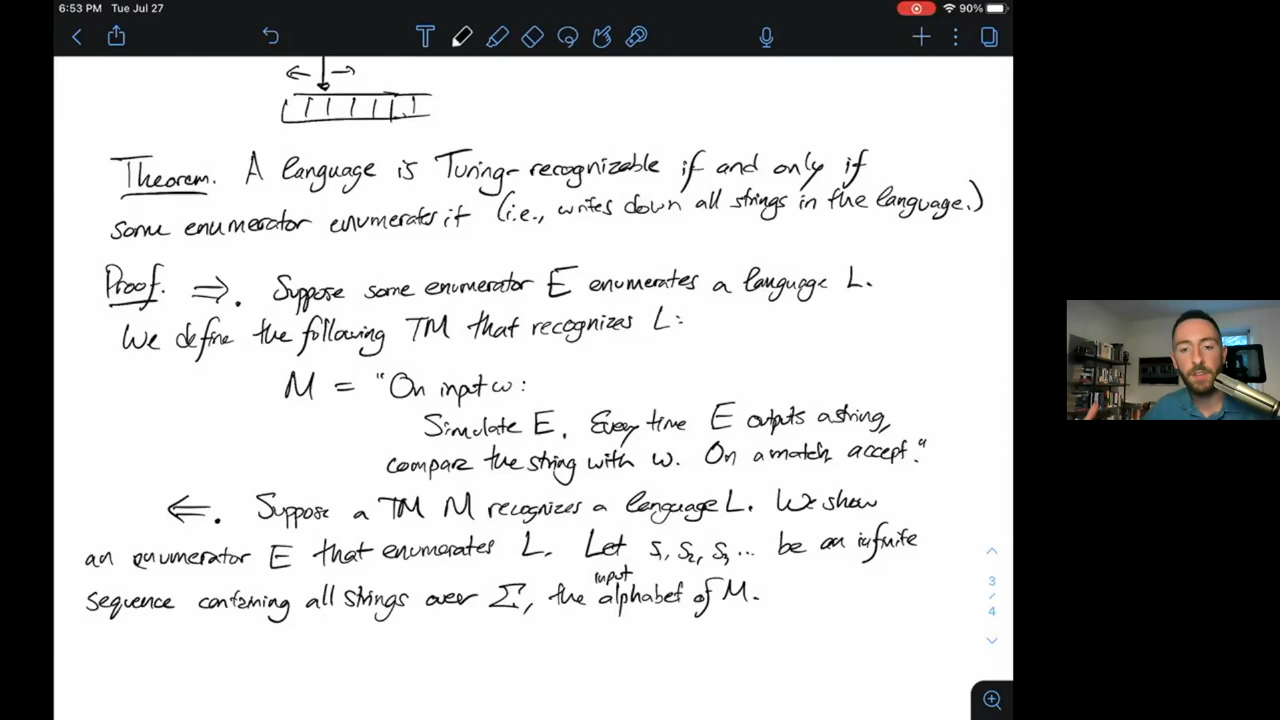 6:53 PM Tue Jul 27
90%
Theorem. A language is Turing-recognizable if and only if
some enumerator enumerates it (i.e., writes down all strings in the language.)
Proof. ⇒. Suppose some enumerator E enumerates a language L.
We define the following TM that recognizes L:
M = "On input w:
Simulate E. Every time E outputs a string,
compare the string with w. On a match, accept."
⇐. Suppose a TM M recognizes a language L. We show
an enumerator E that enumerates L. Let s₁, s₂, s₃ ... be an infinite
sequence containing all strings over Σ, the input alphabet of M.
3
/
4